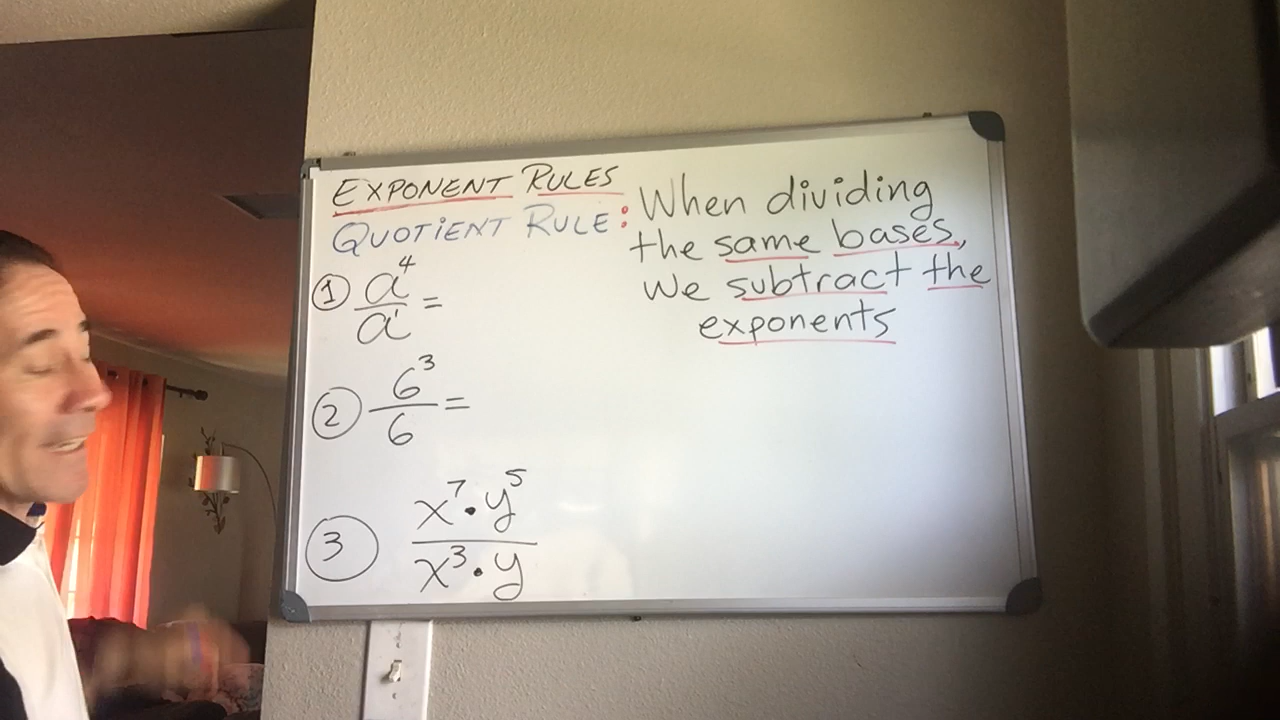 EXPONENT RULES
QUOTIENT RULE: When dividing
the same bases,
we subtract the
exponents
① a⁴
a¹ =
② 6³
6 =
③ x⁷ • y⁵
x³ • y